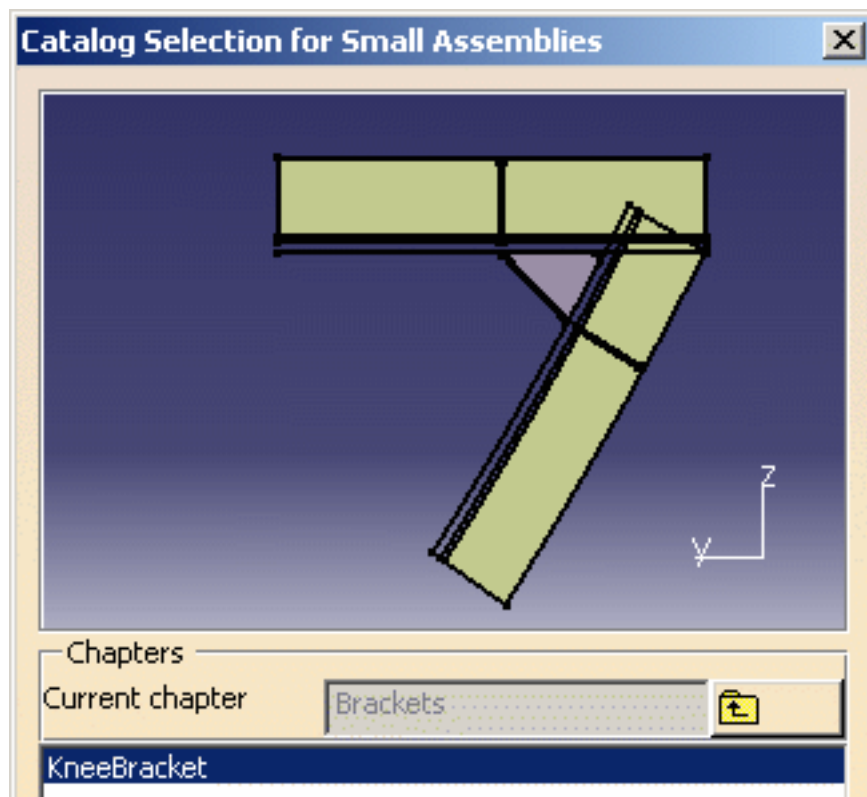 Catalog Selection for Small Assemblies
z
y
Chapters
Current chapter
Brackets
KneeBracket